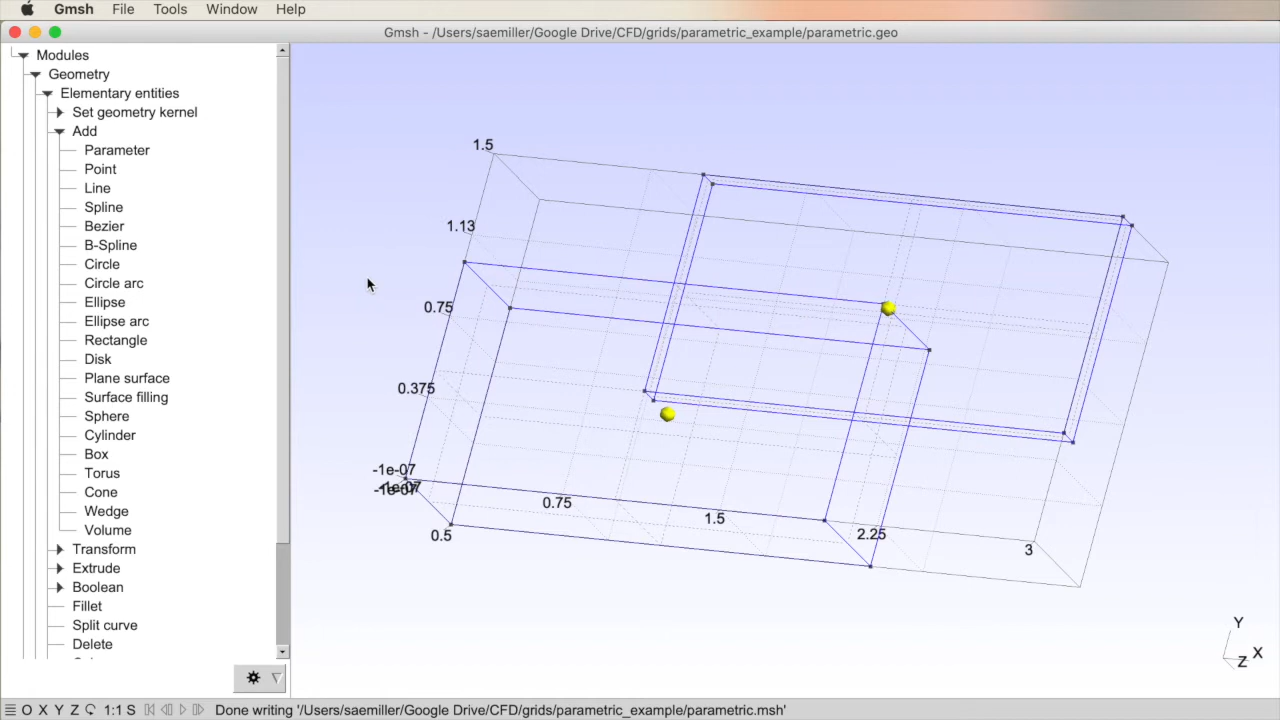 Gmsh File Tools Window Help
Gmsh - /Users/saemiller/Google Drive/CFD/grids/parametric_example/parametric.geo
Modules
Geometry
Elementary entities
Set geometry kernel
Add
Parameter
Point
Line
Spline
Bezier
B-Spline
Circle
Circle arc
Ellipse
Ellipse arc
Rectangle
Disk
Plane surface
Surface filling
Sphere
Cylinder
Box
Torus
Cone
Wedge
Volume
Transform
Extrude
Boolean
Fillet
Split curve
Delete
1.5
1.13
0.75
0.375
-1e-07
-1e-07
-1e-07
0.5
0.75
1.5
2.25
3
Y
X
Z
O X Y Z 1:1 S Done writing '/Users/saemiller/Google Drive/CFD/grids/parametric_example/parametric.msh'